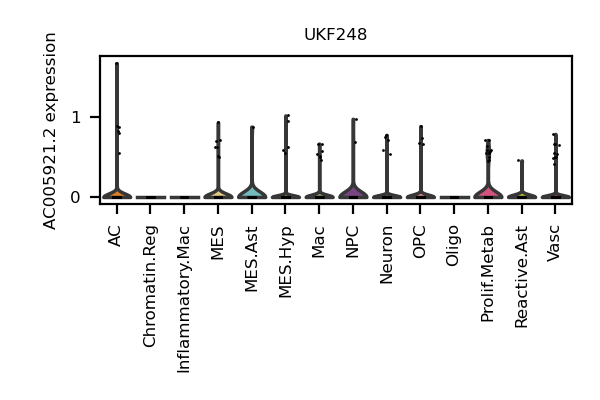 UKF248
AC005921.2 expression
1
0
AC
Chromatin.Reg
Inflammatory.Mac
MES
MES.Ast
MES.Hyp
Mac
NPC
Neuron
OPC
Oligo
Prolif.Metab
Reactive.Ast
Vasc